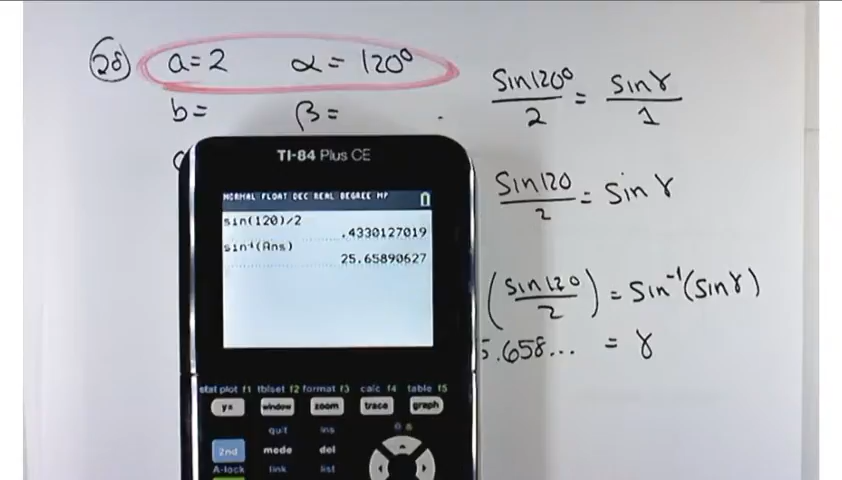 28 a=2 α=120°
b= β=
sin120°/2 = sinγ/1
sin120/2 = sin γ
(sin120/2) = sin⁻¹(sinγ)
5.658... = γ
TI-84 Plus CE
NORMAL FLOAT DEC REAL DEGREE MP
sin(120)/2
.4330127019
sin⁻¹(Ans)
25.65890627
stat plot f1 tblset f2 format f3 calc f4 table f5
y= window zoom trace graph
quit ins
2nd mode del
A-lock link list